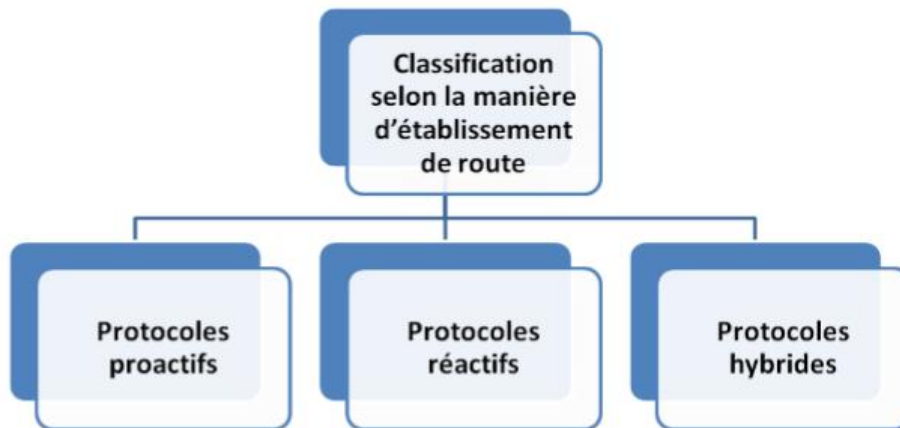 Classification
selon la manière
d'établissement
de route
Protocoles
proactifs
Protocoles
réactifs
Protocoles
hybrides